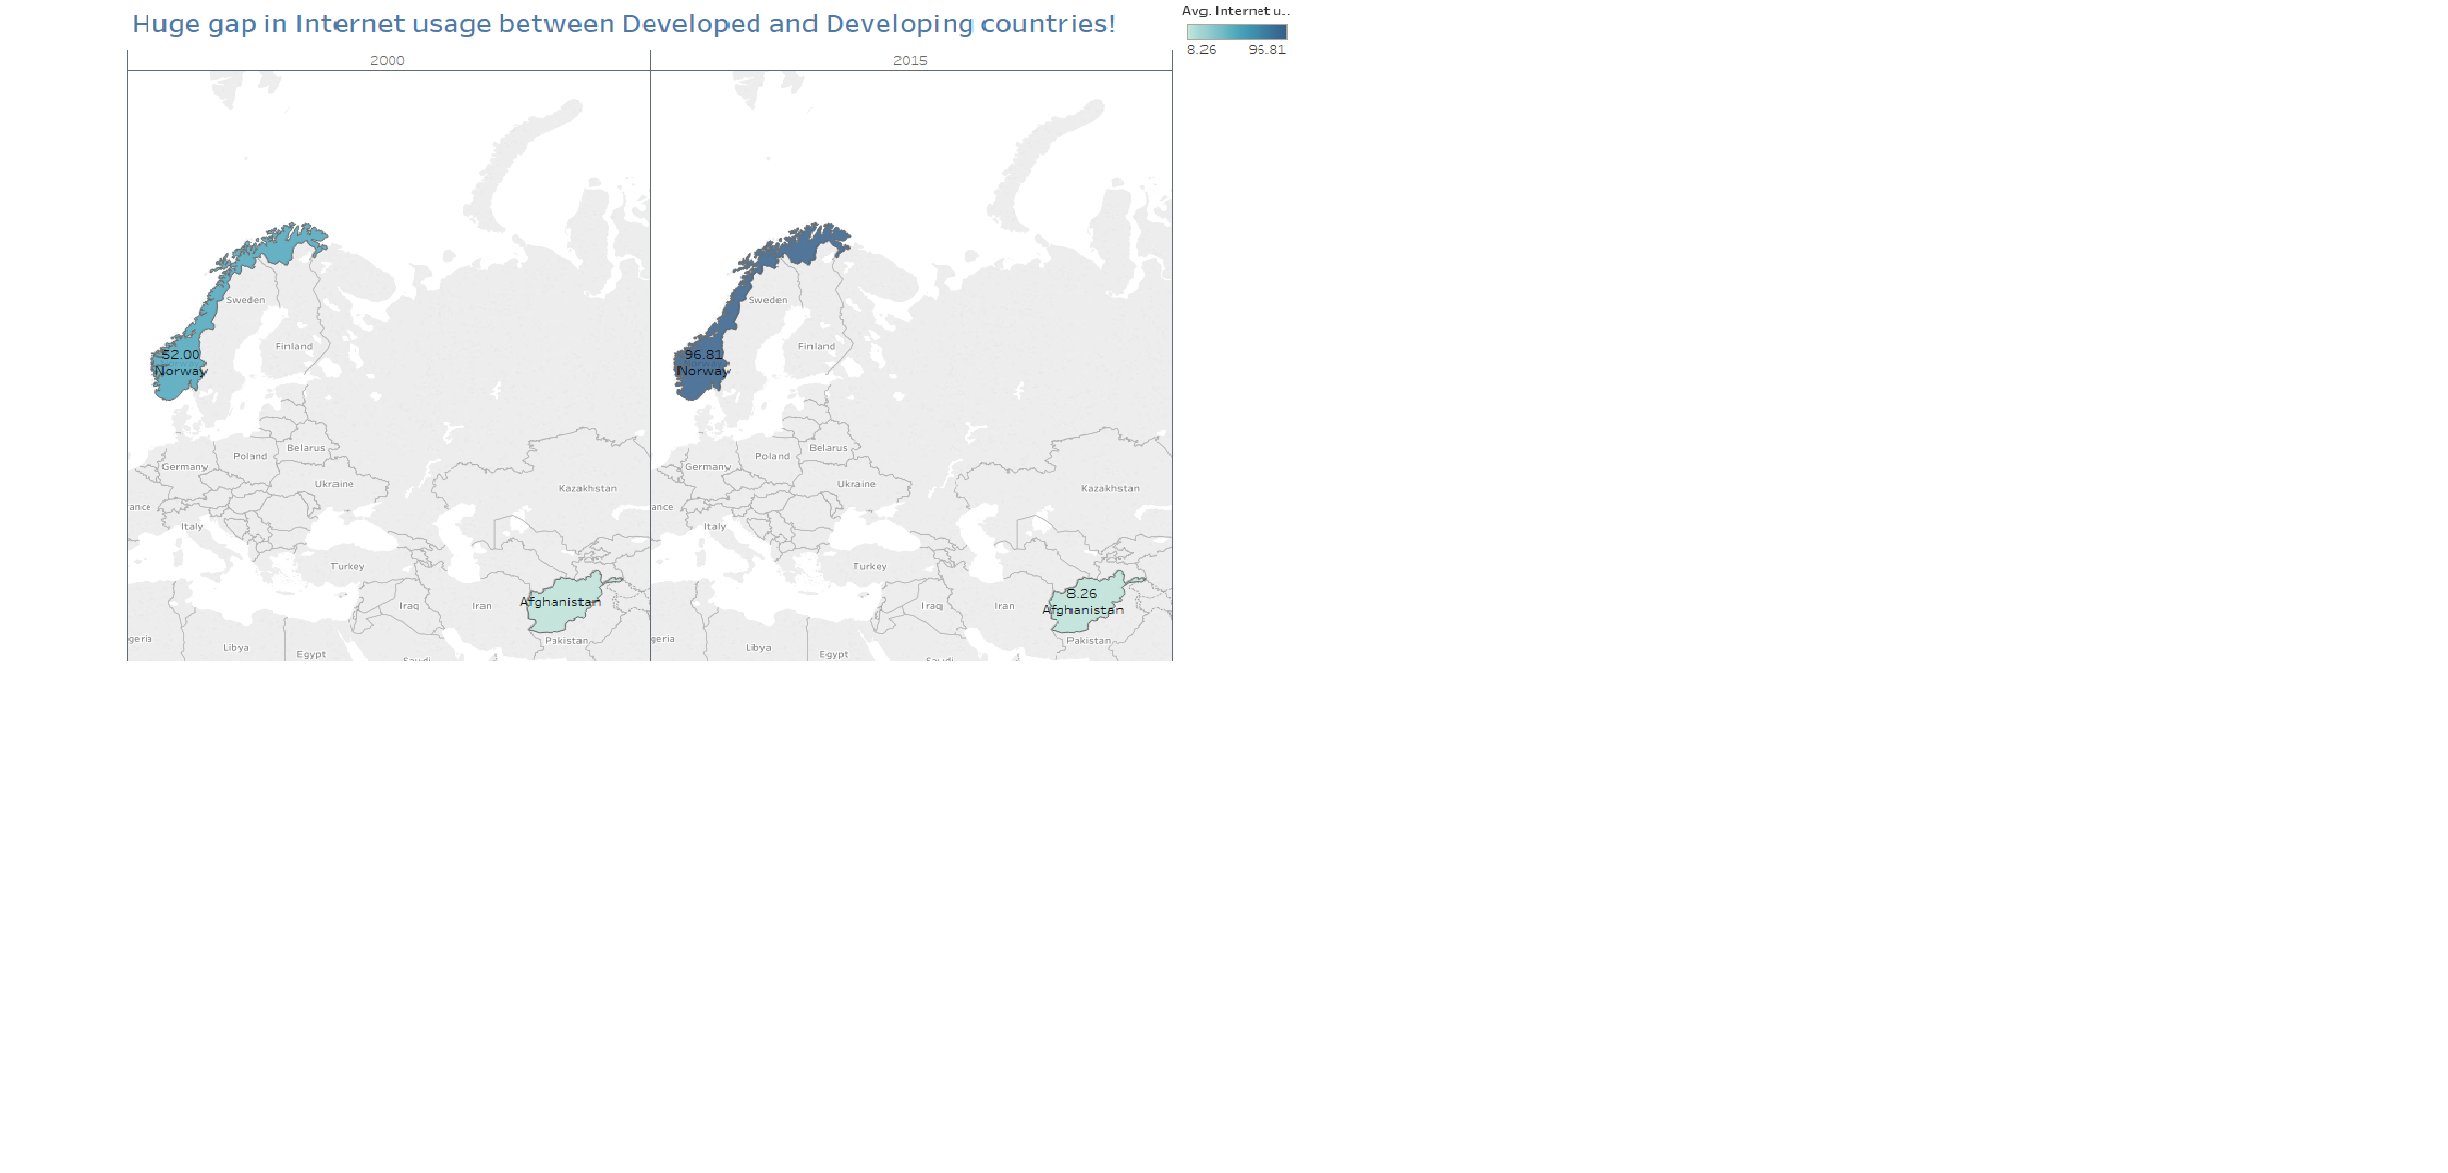 Huge gap in Internet usage between Developed and Developing countries!
Avg. Internet u..
8.26 96.81
2000
Sweden
52.00
Norway
Finland
Belarus
Poland
Germany
Ukraine
Kazakhstan
ance
Italy
Turkey
Afghanistan
Iraq
Iran
geria
Pakistan
Libya
Egypt
Saudi
2015
Sweden
96.81
Norway
Finland
Belarus
Poland
Germany
Ukraine
Kazakhstan
ance
Italy
Turkey
8.26
Afghanistan
Iraq
Iran
geria
Pakistan
Libya
Egypt
Saudi